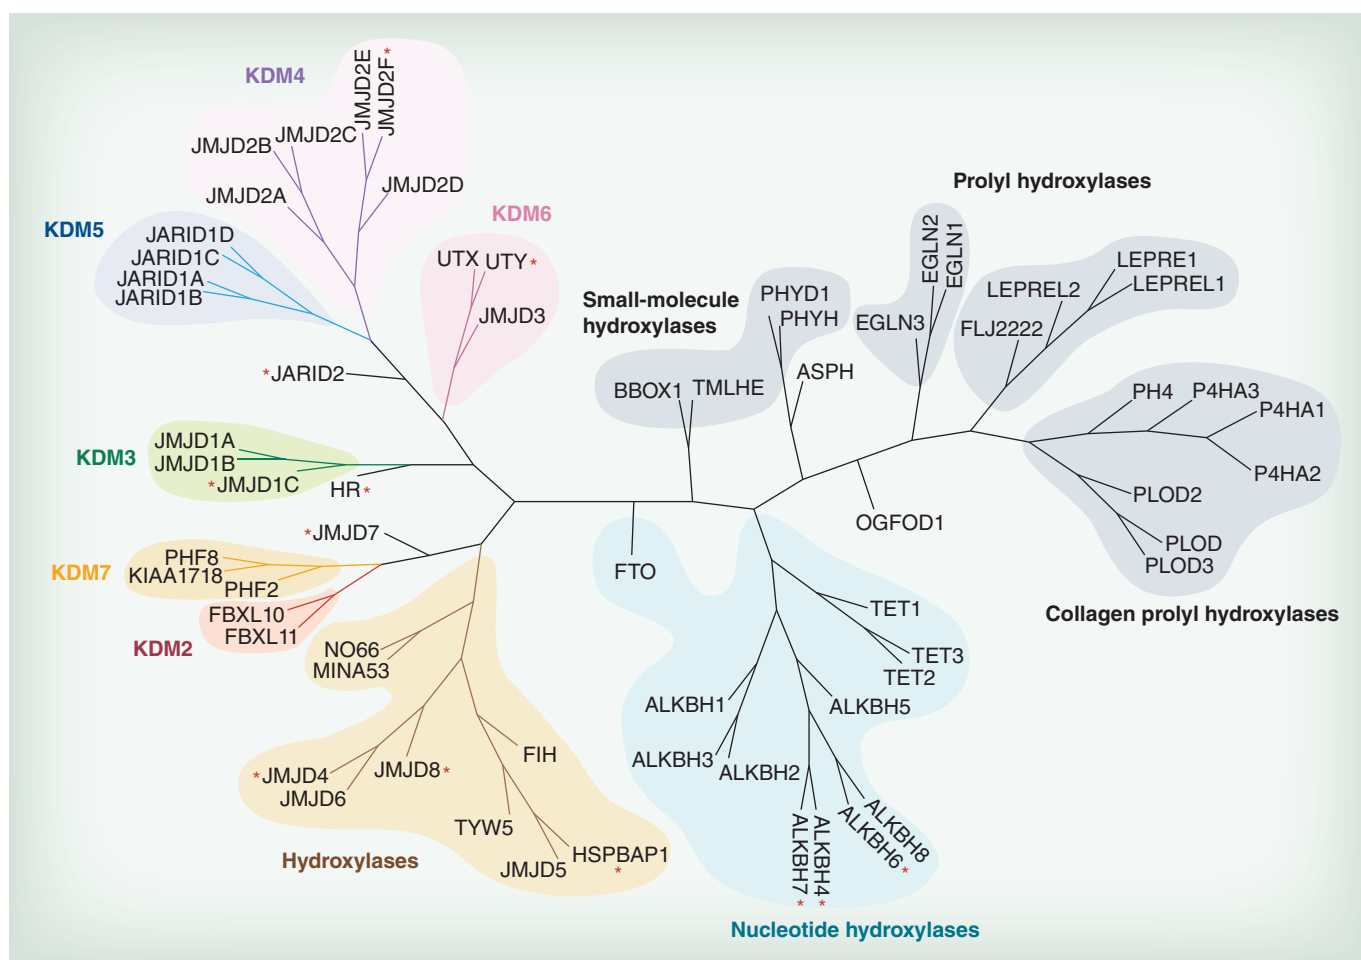 KDM4
JMJD2E
JMJD2F*
JMJD2C
JMJD2B
JMJD2D
JMJD2A
KDM5
JARID1D
JARID1C
JARID1A
JARID1B
KDM6
UTX
UTY*
JMJD3
*JARID2
KDM3
JMJD1A
JMJD1B
*JMJD1C
HR*
*JMJD7
KDM7
PHF8
KIAA1718
PHF2
FBXL10
FBXL11
KDM2
NO66
MINA53
*JMJD4
JMJD6
JMJD8*
FIH
TYW5
JMJD5
HSPBAP1
*
Hydroxylases
Small-molecule
hydroxylases
PHYD1
PHYH
BBOX1
TMLHE
ASPH
Prolyl hydroxylases
EGLN2
EGLN1
EGLN3
LEPRE1
LEPREL1
LEPREL2
FLJ2222
PH4
P4HA3
P4HA1
P4HA2
PLOD2
PLOD
PLOD3
Collagen prolyl hydroxylases
OGFOD1
FTO
TET1
TET3
TET2
ALKBH1
ALKBH5
ALKBH3
ALKBH2
ALKBH8
ALKBH6*
ALKBH4*
ALKBH7*
Nucleotide hydroxylases